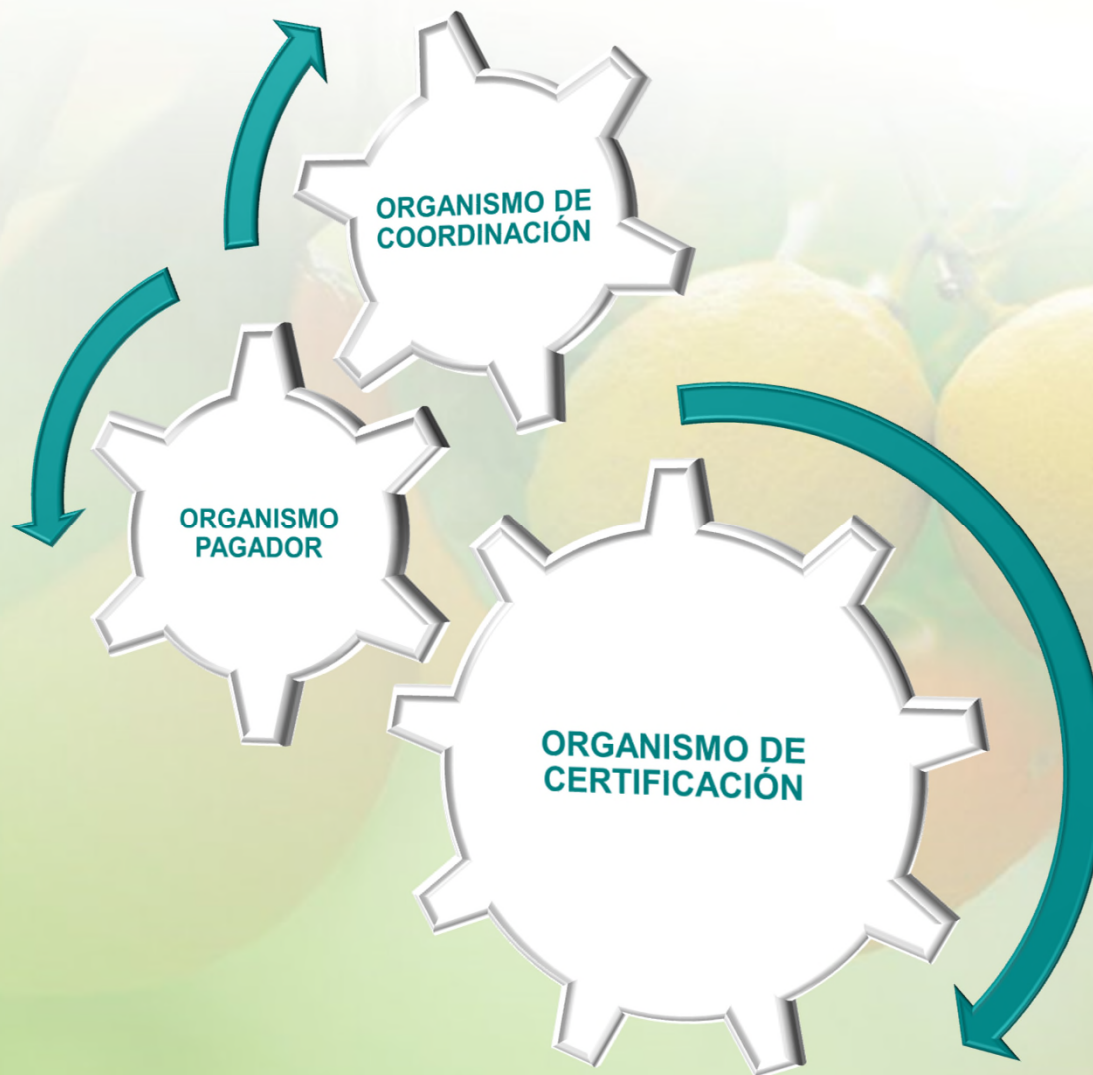 ORGANISMO DE
COORDINACIÓN
ORGANISMO
PAGADOR
ORGANISMO DE
CERTIFICACIÓN